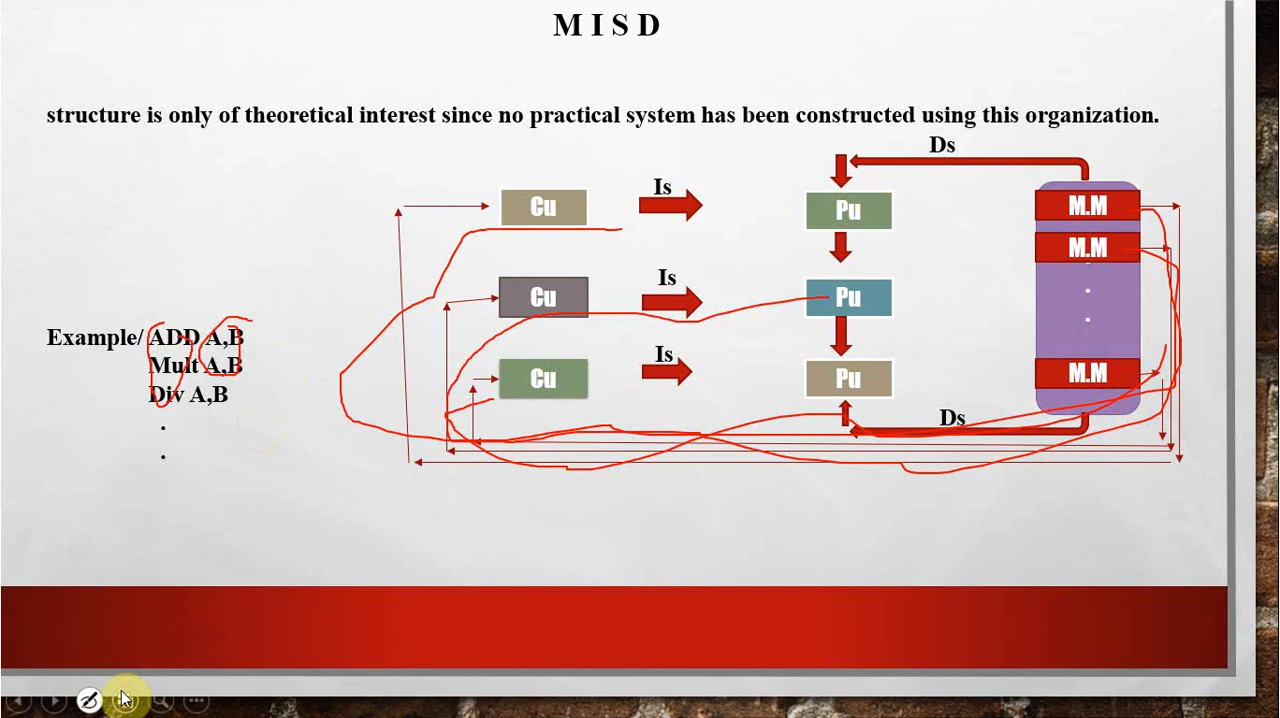 M I S D
structure is only of theoretical interest since no practical system has been constructed using this organization.
Ds
Cu
Is
Pu
M.M
M.M
Cu
Is
Pu
Example/ ADD A,B
Mult A,B
Div A,B
.
.
Cu
Is
Pu
M.M
Ds